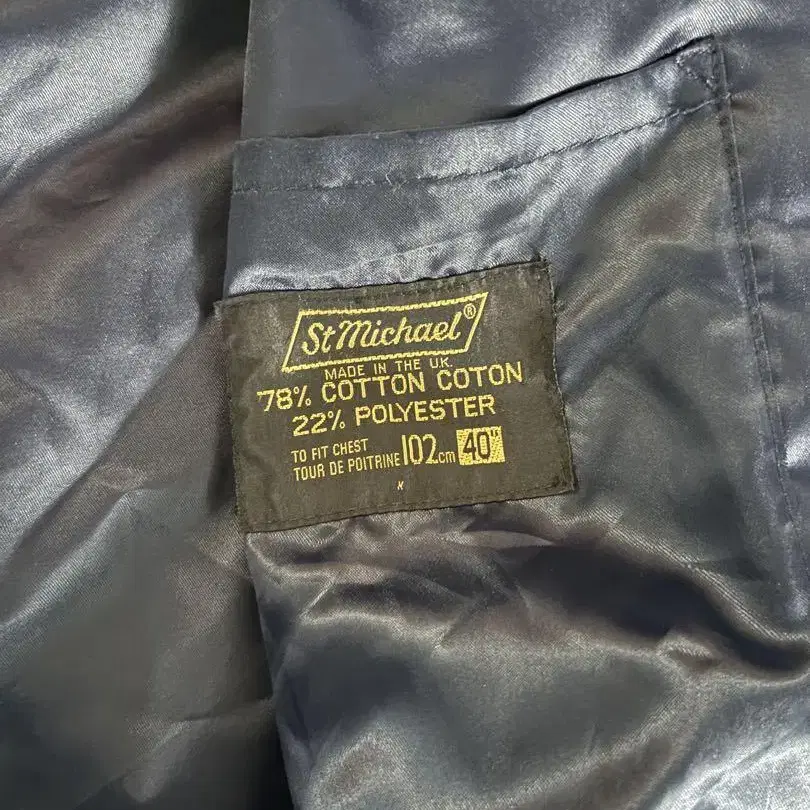 St Michael®
MADE IN THE UK.
78% COTTON COTON
22% POLYESTER
TO FIT CHEST
TOUR DE POITRINE 102cm 40"
K